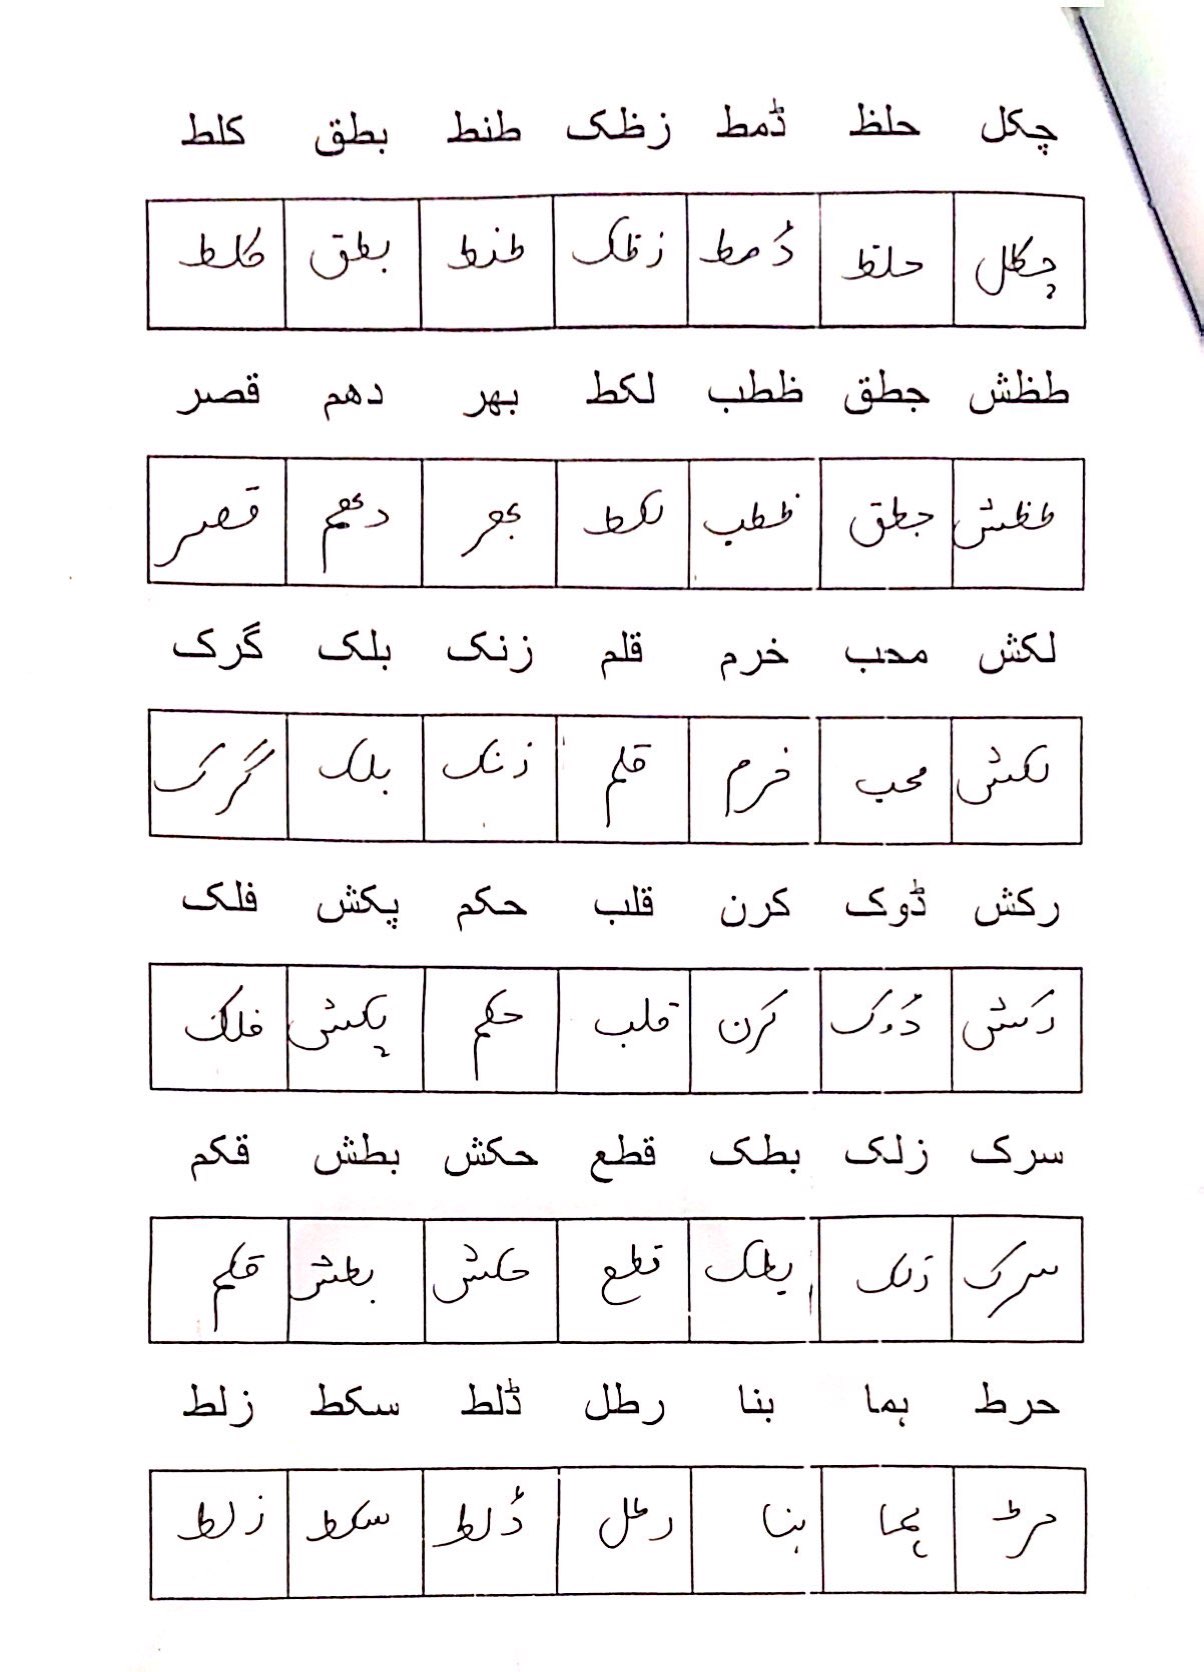 چکل حلظ ڈمط زظک طنط بطق کلط
چکل حلظ ڈمط زظک طنط بطق کلط
طظش جطق ظطب لکط بهر دهم قصر
طظش جطق ظطب لکط بهر دهم قصر
لکش محب خرم قلم زنک بلک گرک
لکش محب خرم قلم زنک بلک گرک
رکش ڈوک کرن قلب حکم پکش فلک
رکش ڈوک کرن قلب حکم پکش فلک
سرک زلک بطک قطع حکش بطش قکم
سرک زلک بطک قطع حکش بطش قکم
حرط ہما بنا رطل ڈلط سکط زلط
حرط ہما بنا رطل ڈلط سکط زلط